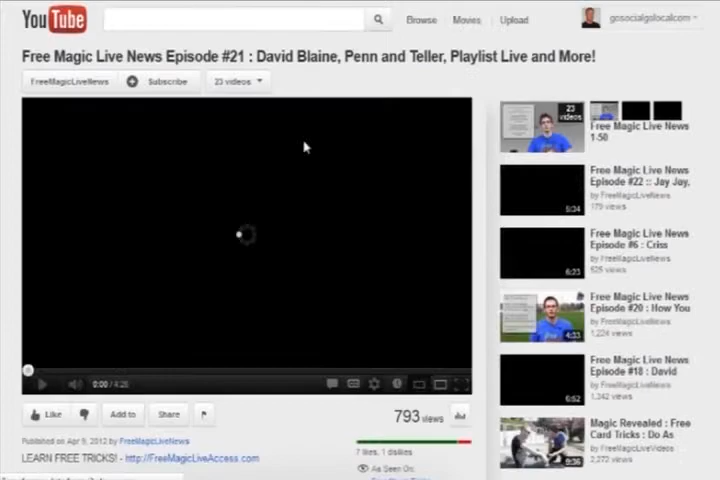 YouTube
Browse
Movies
Upload
gosocialgolocalcom
Free Magic Live News Episode #21 : David Blaine, Penn and Teller, Playlist Live and More!
FreeMagicLiveNews
Subscribe
23 videos
23
videos
Free Magic Live News
1-50
Free Magic Live News
Episode #22 :: Jay Jay,
by FreeMagicLiveNews
179 views
5:34
Free Magic Live News
Episode #6 : Criss
by FreeMagicLiveNews
525 views
6:23
Free Magic Live News
Episode #20 : How You
by FreeMagicLiveNews
1,224 views
4:33
Free Magic Live News
Episode #18 : David
by FreeMagicLiveNews
1,342 views
6:52
Magic Revealed : Free
Card Tricks : Do As
by FreeMagicLiveVideos
2,272 views
9:36
0:00 / 4:26
Like
Add to
Share
793 views
Published on Apr 9, 2012 by FreeMagicLiveNews
7 likes, 1 dislikes
LEARN FREE TRICKS! - http://FreeMagicLiveAccess.com
As Seen On: